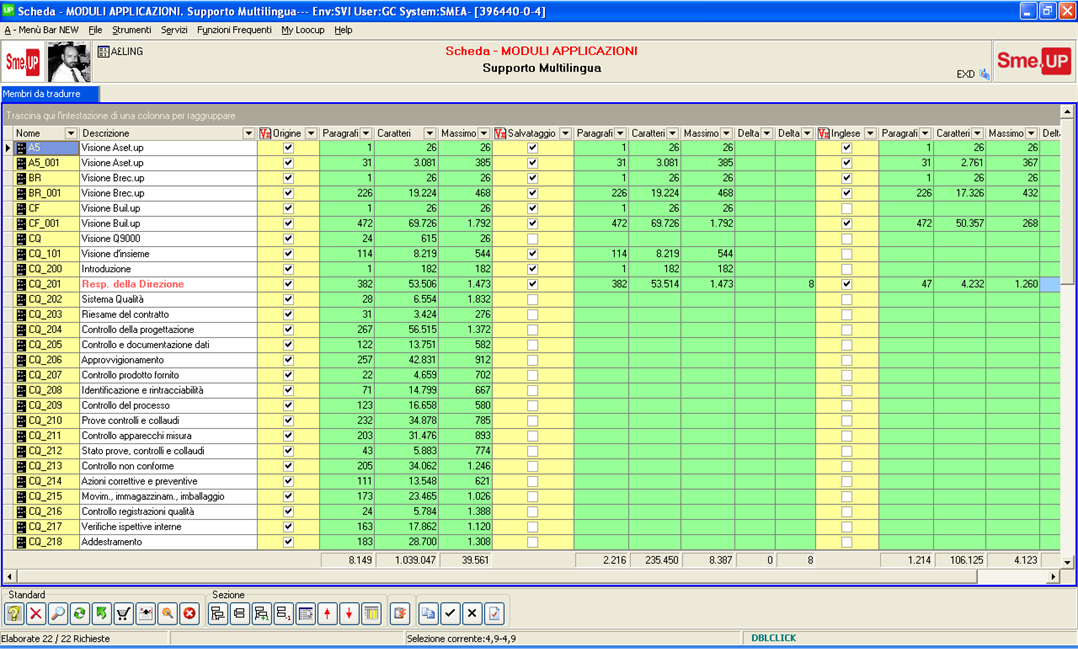 Scheda - MODULI APPLICAZIONI. Supporto Multilingua--- Env:SVI User:GC System:SMEA- [396440-0-4]
A - Menù Bar NEW File Strumenti Servizi Funzioni Frequenti My Loocup Help
Sme.UP
A£LING
Scheda - MODULI APPLICAZIONI
Supporto Multilingua
EXD
Sme.UP
Membri da tradurre
Trascina qui l'intestazione di una colonna per raggruppare
Nome Descrizione Origine Paragrafi Caratteri Massimo Salvataggio Paragrafi Caratteri Massimo Delta Delta Inglese Paragrafi Caratteri Massimo Delt
A5 Visione Aset.up 1 26 26 1 26 26 1 26 26
A5_001 Visione Aset.up 31 3.081 385 31 3.081 385 31 2.761 367
BR Visione Brec.up 1 26 26 1 26 26 1 26 26
BR_001 Visione Brec.up 226 19.224 468 226 19.224 468 226 17.326 432
CF Visione Buil.up 1 26 26 1 26 26
CF_001 Visione Buil.up 472 69.726 1.792 472 69.726 1.792 472 50.357 268
CQ Visione Q9000 24 615 26
CQ_101 Visione d'insieme 114 8.219 544 114 8.219 544
CQ_200 Introduzione 1 182 182 1 182 182
CQ_201 Resp. della Direzione 382 53.506 1.473 382 53.514 1.473 8 47 4.232 1.260
CQ_202 Sistema Qualità 28 6.554 1.832
CQ_203 Riesame del contratto 31 3.424 276
CQ_204 Controllo della progettazione 267 56.515 1.372
CQ_205 Controllo e documentazione dati 122 13.751 582
CQ_206 Approvvigionamento 257 42.831 912
CQ_207 Controllo prodotto fornito 22 4.659 702
CQ_208 Identificazione e rintracciabilità 71 14.799 667
CQ_209 Controllo del processo 123 16.658 580
CQ_210 Prove controlli e collaudi 232 34.878 785
CQ_211 Controllo apparecchi misura 203 31.476 893
CQ_212 Stato prove, controlli e collaudi 43 5.883 774
CQ_213 Controllo non conforme 205 34.062 1.246
CQ_214 Azioni correttive e preventive 111 13.548 621
CQ_215 Movim., immagazzinam., imballaggio 173 23.465 1.026
CQ_216 Controllo registrazioni qualità 24 5.784 1.388
CQ_217 Verifiche ispettive interne 163 17.862 1.120
CQ_218 Addestramento 183 28.700 1.308
8.149 1.039.047 39.561 2.216 235.450 8.387 0 8 1.214 106.125 4.123
Standard Sezione
Elaborate 22 / 22 Richieste Selezione corrente:4,9-4,9 DBLCLICK